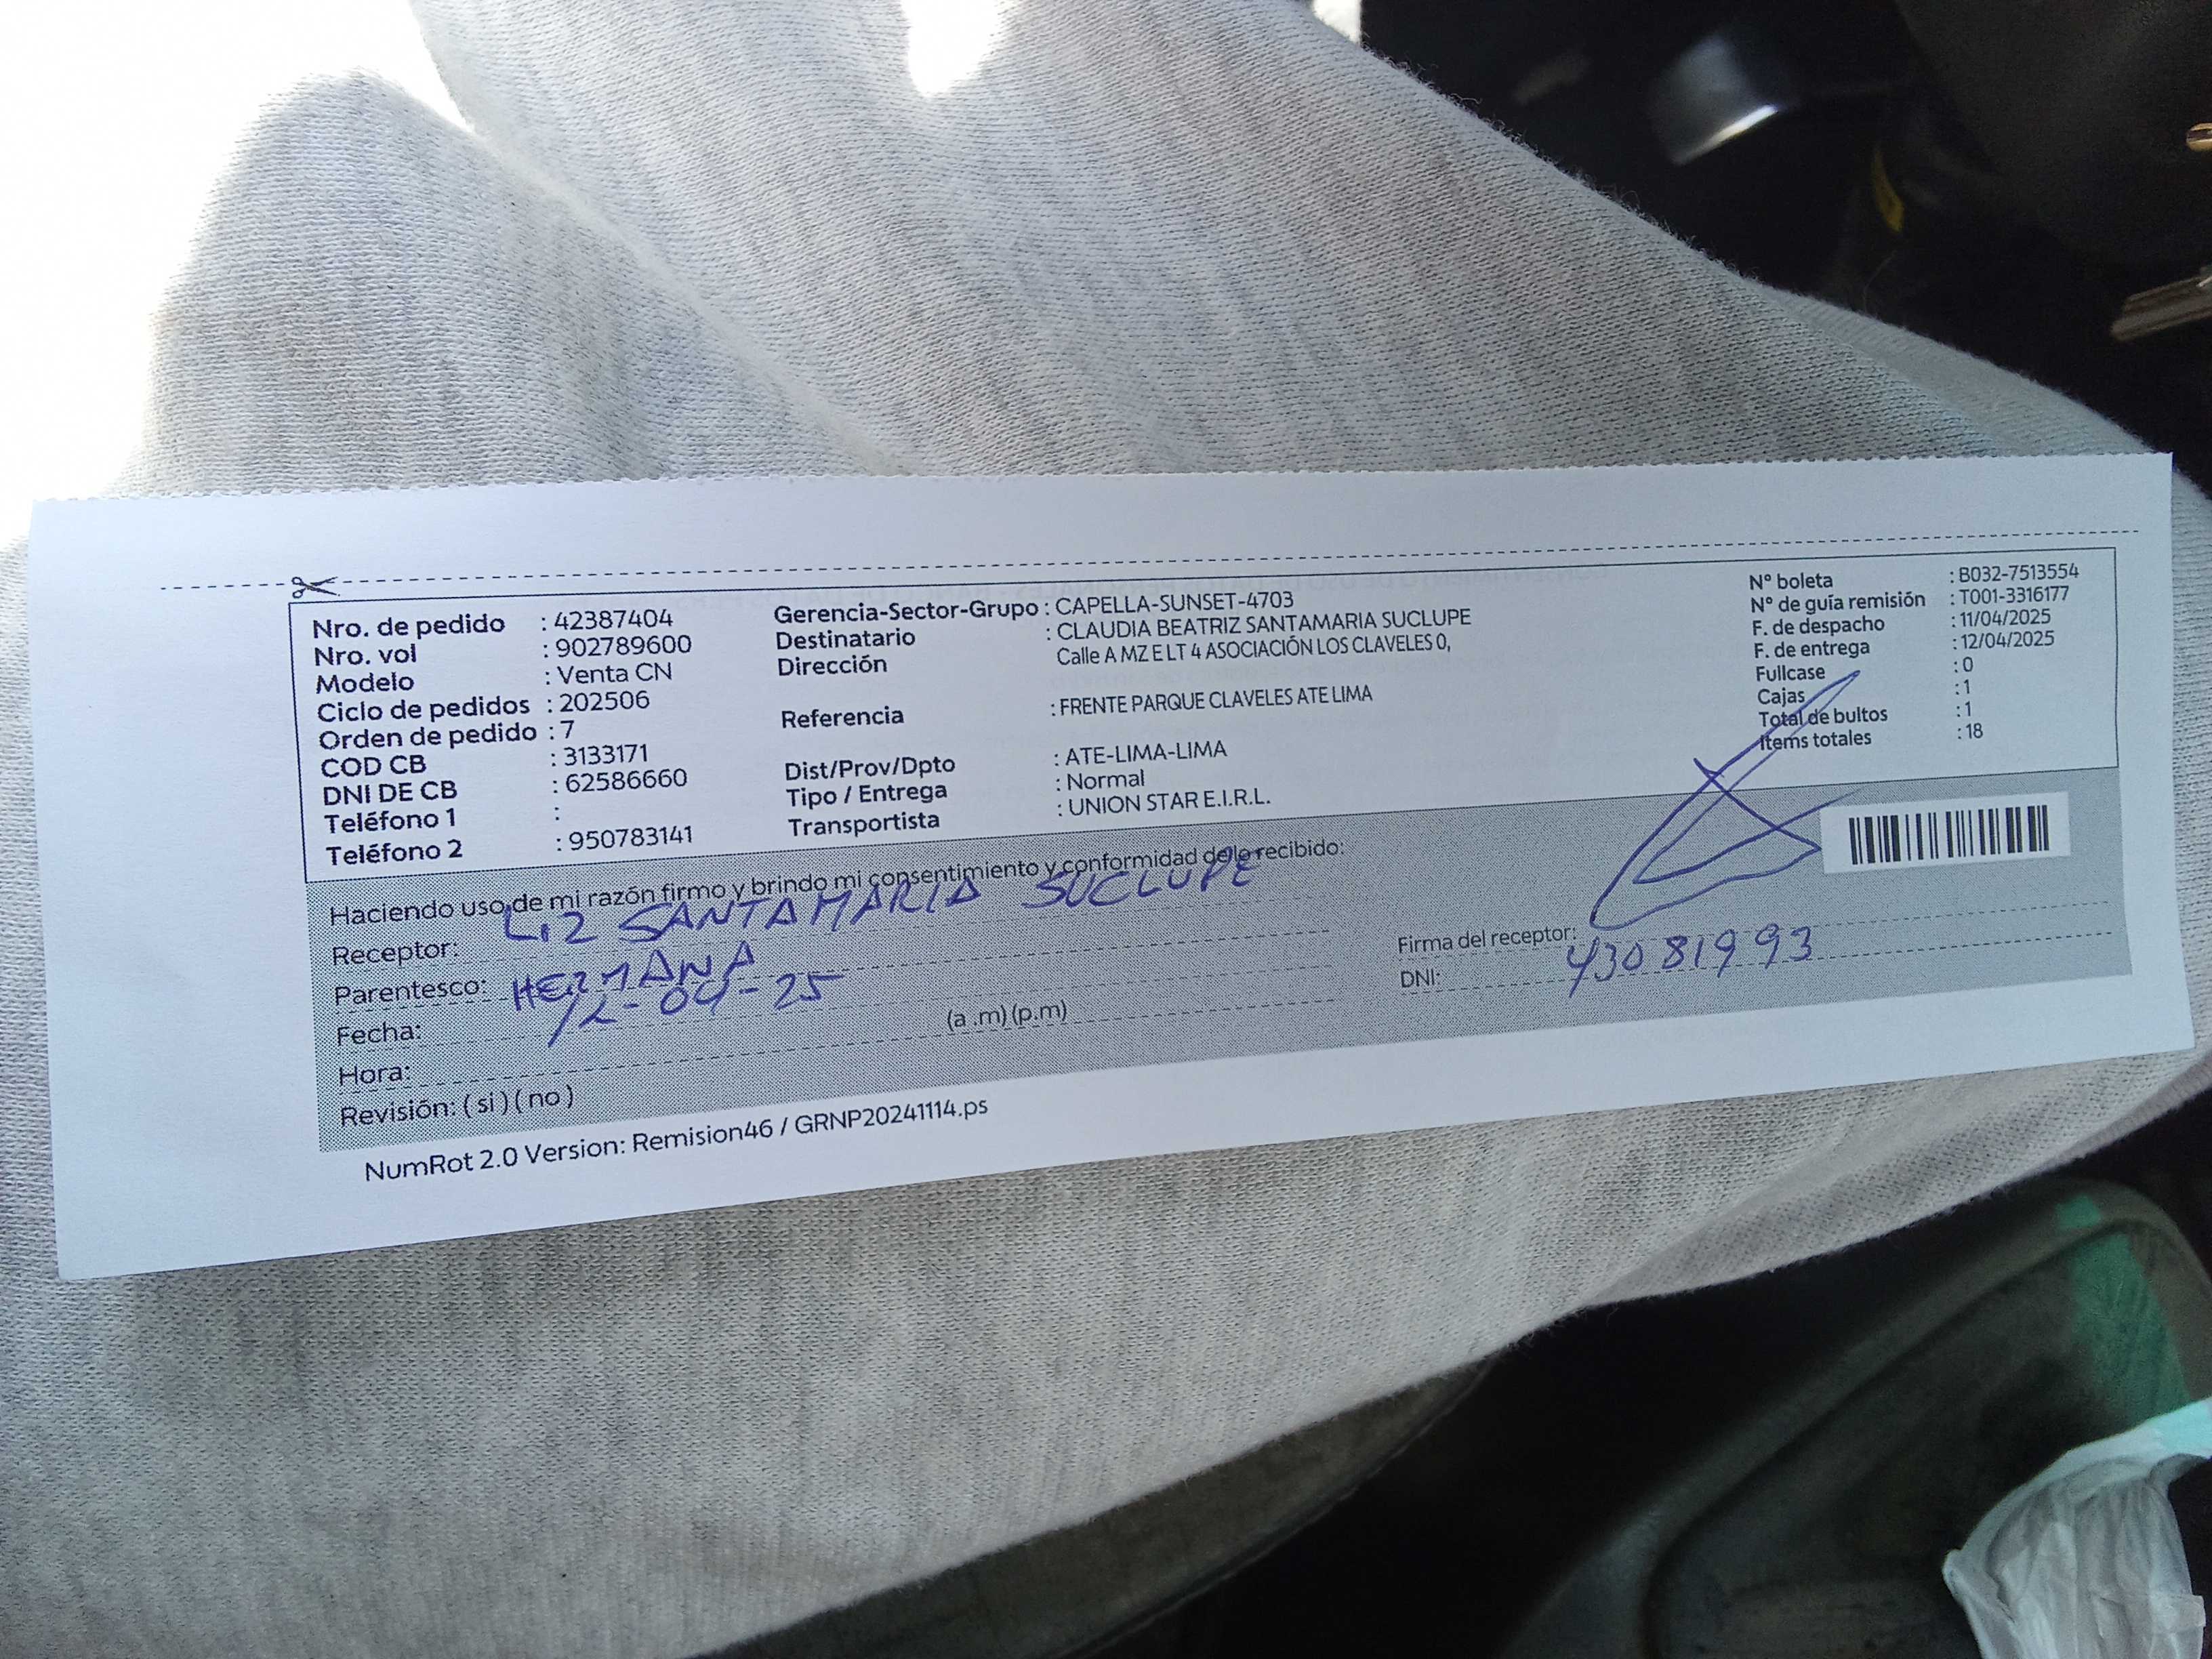 Nro. de pedido : 42387404
Nro. vol : 902789600
Modelo : Venta CN
Ciclo de pedidos : 202506
Orden de pedido : 7
COD CB : 3133171
DNI DE CB : 62586660
Teléfono 1 :
Teléfono 2 : 950783141
Gerencia-Sector-Grupo : CAPELLA-SUNSET-4703
Destinatario : CLAUDIA BEATRIZ SANTAMARIA SUCLUPE
Dirección Calle A MZ E LT 4 ASOCIACIÓN LOS CLAVELES 0,
Referencia : FRENTE PARQUE CLAVELES ATE LIMA
Dist/Prov/Dpto : ATE-LIMA-LIMA
Tipo / Entrega : Normal
Transportista : UNION STAR E.I.R.L.
N° boleta : B032-7513554
N° de guía remisión : T001-3316177
F. de despacho : 11/04/2025
F. de entrega : 12/04/2025
Fullcase : 0
Cajas : 1
Total de bultos : 1
Items totales : 18
Haciendo uso de mi razón firmo y brindo mi consentimiento y conformidad de lo recibido:
Receptor: LIZ SANTAMARIA SUCLUPE
Parentesco: HERMANA
Fecha: 12-04-25
Hora: (a .m) (p.m)
Revisión: ( si ) ( no )
Firma del receptor:
DNI: 43081993
NumRot 2.0 Version: Remision46 / GRNP20241114.ps